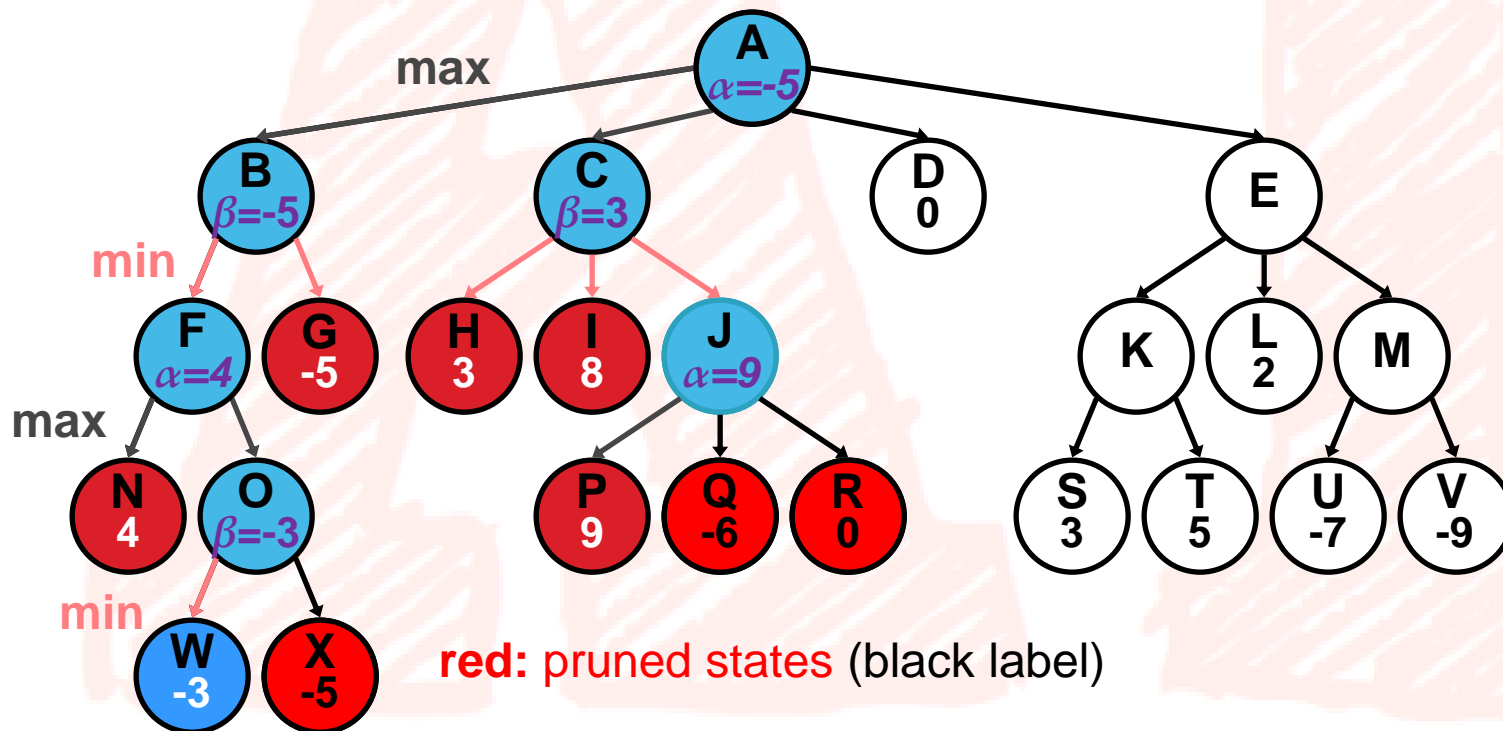 A
α=-5
max
B
β=-5
C
β=3
D
0
E
min
F
α=4
G
-5
H
3
I
8
J
α=9
K
L
2
M
max
N
4
O
β=-3
P
9
Q
-6
R
0
S
3
T
5
U
-7
V
-9
min
W
-3
X
-5
red: pruned states (black label)